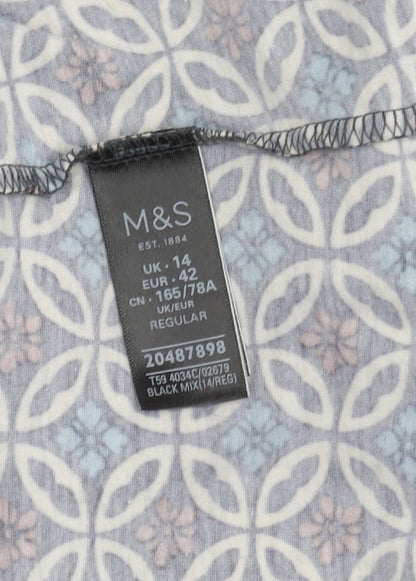 M&S
EST. 1884
UK • 14
EUR • 42
CN • 165/78A
UK/EUR
REGULAR
20487898
T59 4034C/02679
BLACK MIX(14/REG)